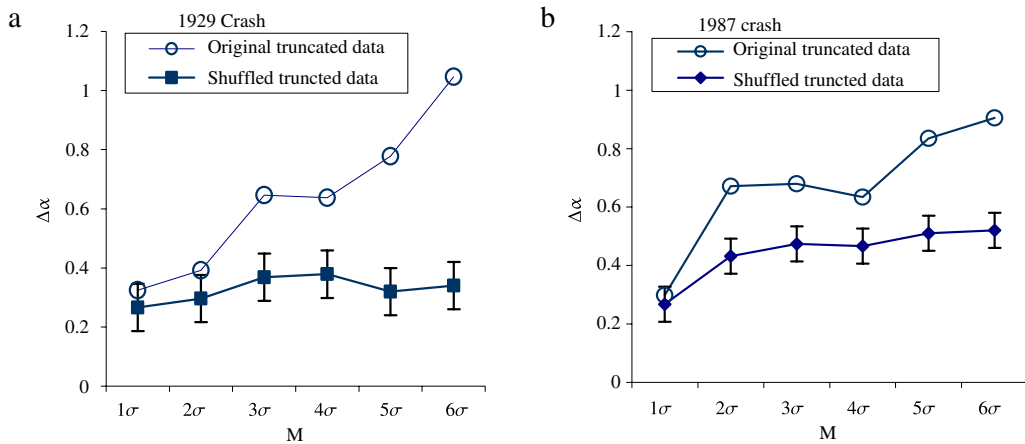 a
1929 Crash
Original truncated data
Shuffled truncted data
1.2
1
0.8
0.6
0.4
0.2
0
Δα
1σ 2σ 3σ 4σ 5σ 6σ
M
b
1987 crash
Original truncated data
Shuffled truncted data
1.2
1
0.8
0.6
0.4
0.2
0
Δα
1σ 2σ 3σ 4σ 5σ 6σ
M